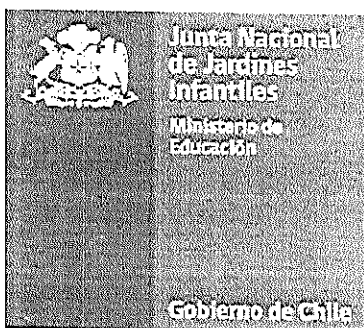 Junta Nacional
de Jardines
Infantiles
Ministerio de
Educación
Gobierno de Chile